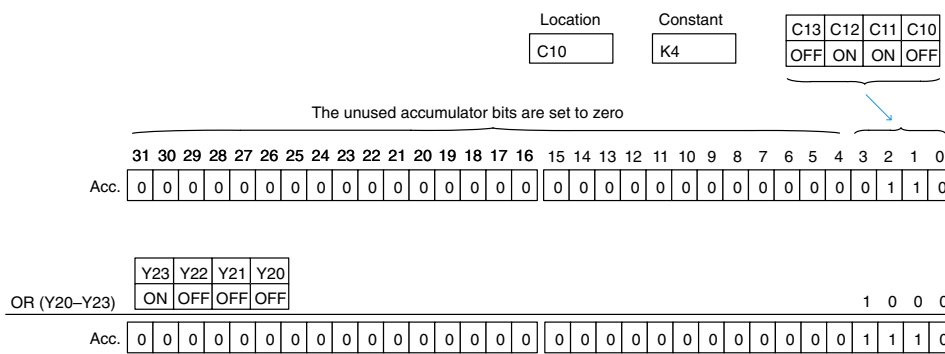 Location Constant
C13 C12 C11 C10
C10 K4 OFF ON ON OFF
The unused accumulator bits are set to zero
31 30 29 28 27 26 25 24 23 22 21 20 19 18 17 16 15 14 13 12 11 10 9 8 7 6 5 4 3 2 1 0
Acc. 0 0 0 0 0 0 0 0 0 0 0 0 0 0 0 0 0 0 0 0 0 0 0 0 0 0 0 0 0 1 1 0
Y23 Y22 Y21 Y20
ON OFF OFF OFF
OR (Y20–Y23) 1 0 0 0
Acc. 0 0 0 0 0 0 0 0 0 0 0 0 0 0 0 0 0 0 0 0 0 0 0 0 0 0 0 0 1 1 1 0